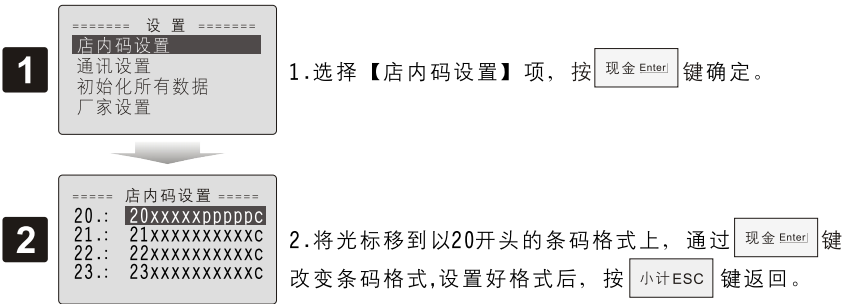 ======= 设 置 =======
店内码设置
通讯设置
初始化所有数据
厂家设置
1
1.选择【店内码设置】项，按 现金 Enter 键确定。
===== 店内码设置 =====
20.: 20xxxxxpppppc
21.: 21xxxxxxxxxxc
22.: 22xxxxxxxxxxc
23.: 23xxxxxxxxxxc
2
2.将光标移到以20开头的条码格式上，通过 现金 Enter 键
改变条码格式,设置好格式后，按 小计ESC 键返回。